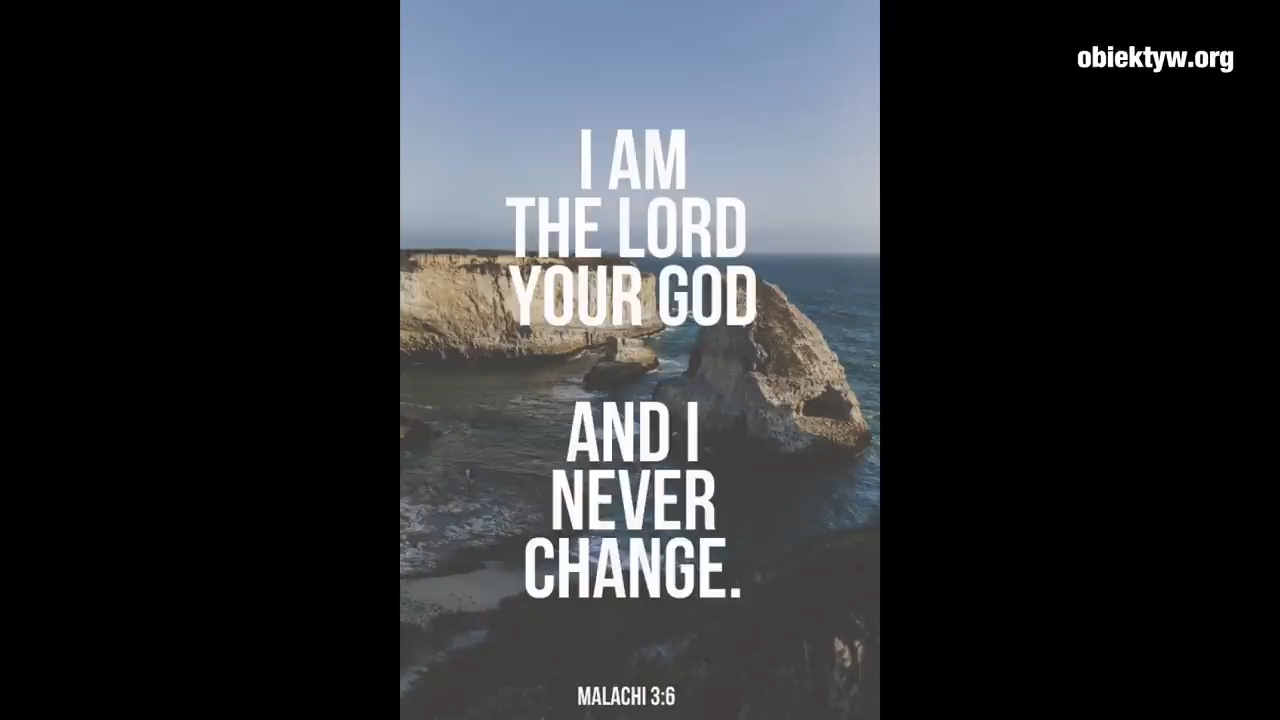 obiektyw.org
I AM
THE LORD
YOUR GOD
AND I
NEVER
CHANGE.
MALACHI 3:6